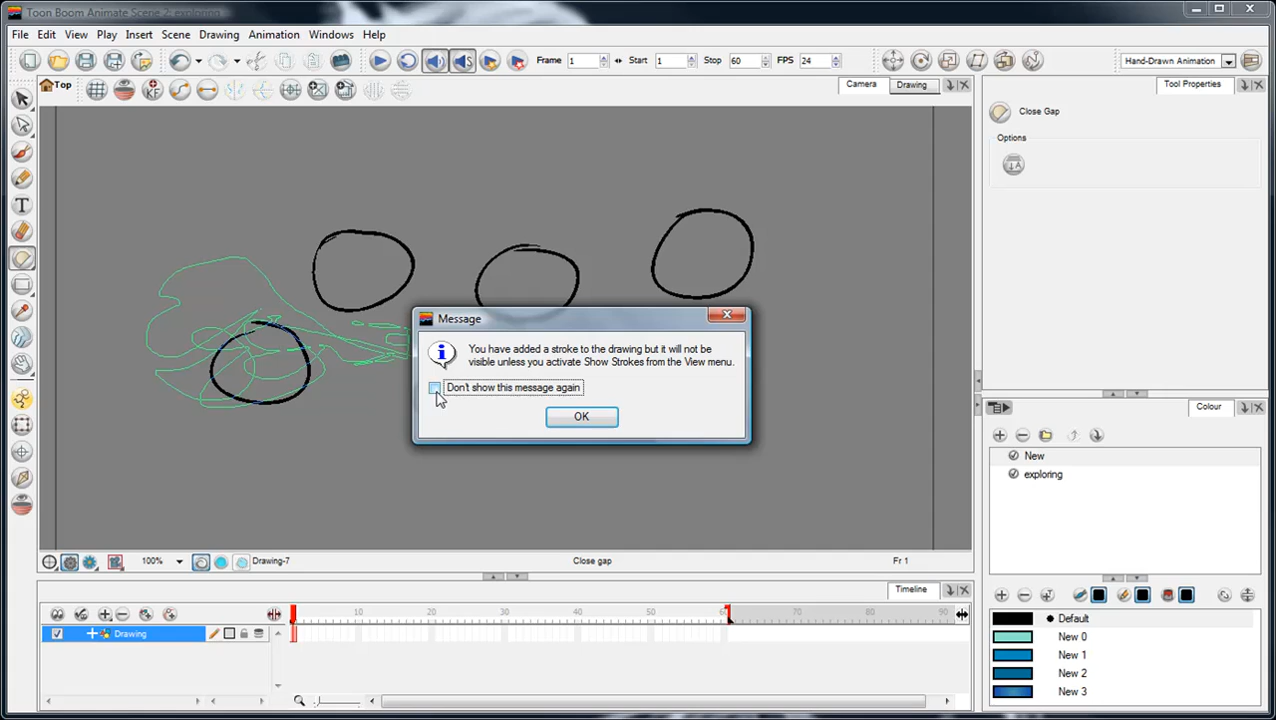 Toon Boom Animate Scene 2: exploring
File Edit View Play Insert Scene Drawing Animation Windows Help
Frame 1 Start 1 Stop 60 FPS 24 Hand-Drawn Animation
Top Camera Drawing Tool Properties
Close Gap
Options
Message
You have added a stroke to the drawing but it will not be
visible unless you activate Show Strokes from the View menu.
Don't show this message again
OK
Colour
New
exploring
100% Drawing-7 Close gap Fr 1
Timeline
10 20 30 40 50 60 70 80 90
Drawing
Default
New 0
New 1
New 2
New 3